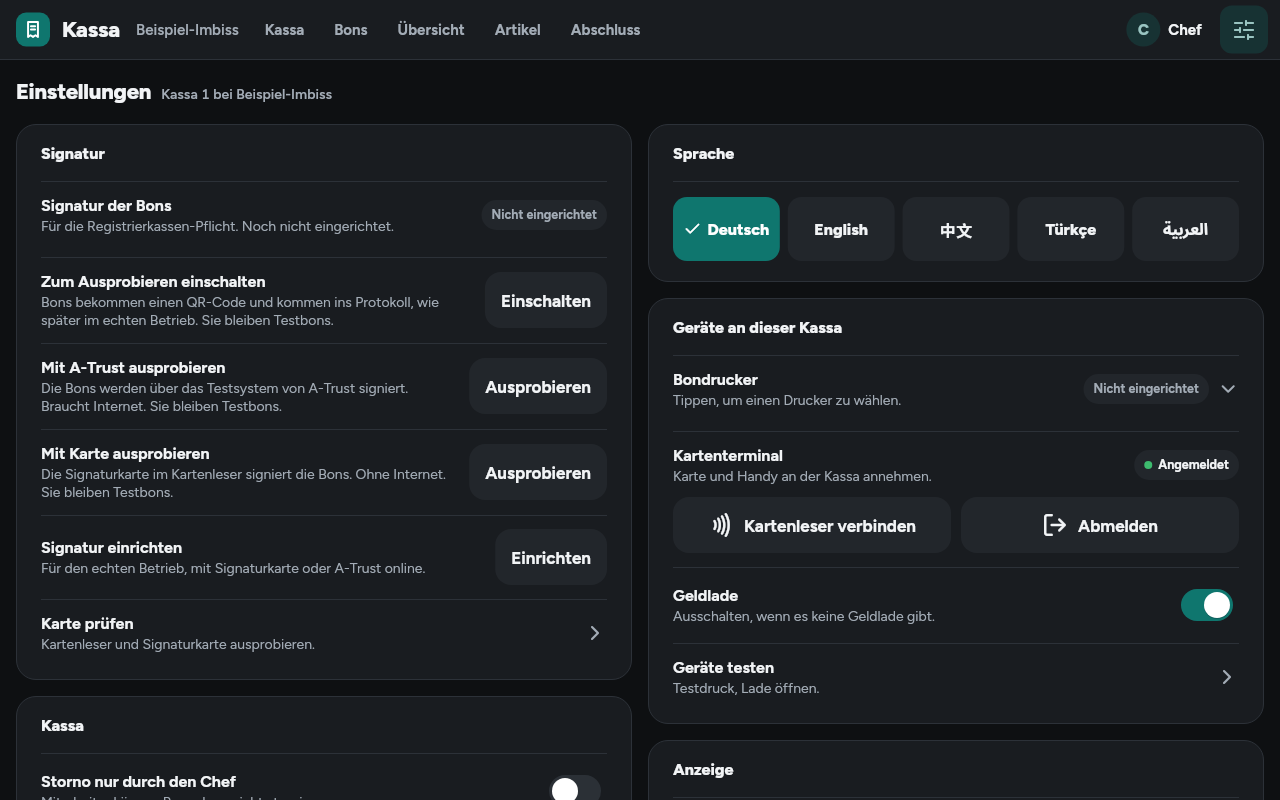 Kassa
Beispiel-Imbiss
Kassa
Bons
Übersicht
Artikel
Abschluss
C
Chef
Einstellungen
Kassa 1 bei Beispiel-Imbiss
Signatur
Signatur der Bons
Für die Registrierkassen-Pflicht. Noch nicht eingerichtet.
Nicht eingerichtet
Zum Ausprobieren einschalten
Bons bekommen einen QR-Code und kommen ins Protokoll, wie
später im echten Betrieb. Sie bleiben Testbons.
Einschalten
Mit A-Trust ausprobieren
Die Bons werden über das Testsystem von A-Trust signiert.
Braucht Internet. Sie bleiben Testbons.
Ausprobieren
Mit Karte ausprobieren
Die Signaturkarte im Kartenleser signiert die Bons. Ohne Internet.
Sie bleiben Testbons.
Ausprobieren
Signatur einrichten
Für den echten Betrieb, mit Signaturkarte oder A-Trust online.
Einrichten
Karte prüfen
Kartenleser und Signaturkarte ausprobieren.
Kassa
Storno nur durch den Chef
Sprache
Deutsch
English
中文
Türkçe
العربية
Geräte an dieser Kassa
Bondrucker
Tippen, um einen Drucker zu wählen.
Nicht eingerichtet
Kartenterminal
Karte und Handy an der Kassa annehmen.
Angemeldet
Kartenleser verbinden
Abmelden
Geldlade
Ausschalten, wenn es keine Geldlade gibt.
Geräte testen
Testdruck, Lade öffnen.
Anzeige